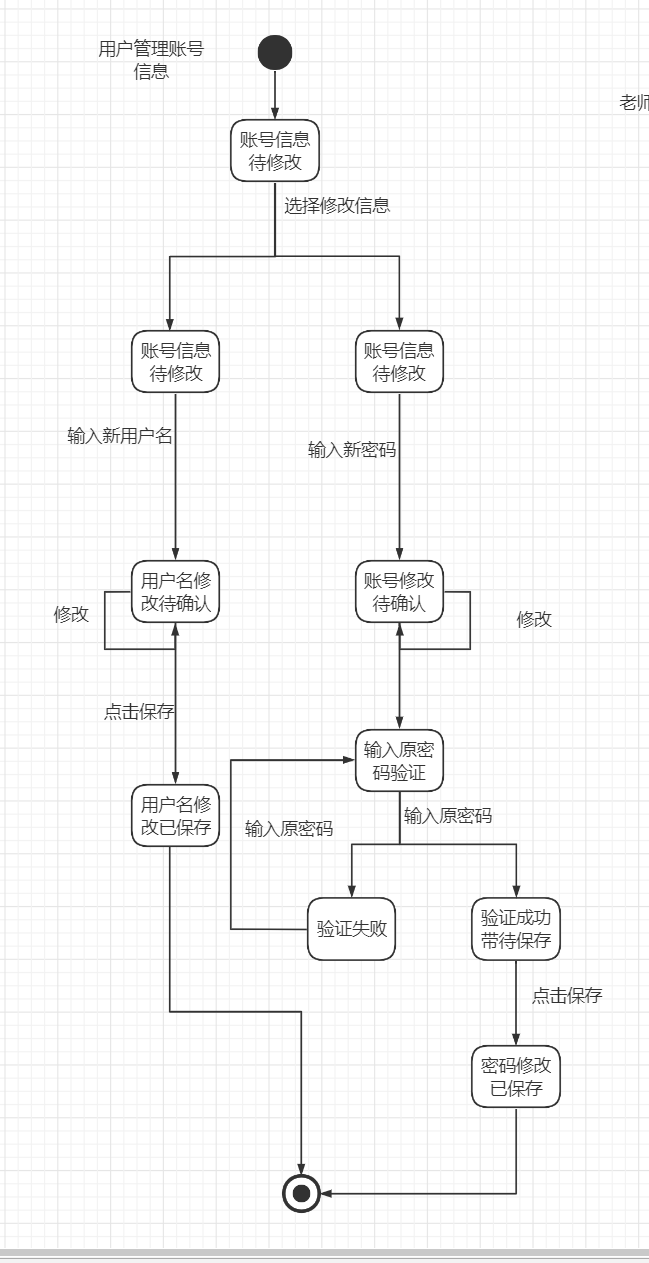 用户管理账号
信息
老师
账号信息
待修改
选择修改信息
账号信息
待修改
账号信息
待修改
输入新用户名
输入新密码
用户名修
改待确认
账号修改
待确认
修改
修改
点击保存
输入原密
码验证
用户名修
改已保存
输入原密码
输入原密码
验证失败
验证成功
带待保存
点击保存
密码修改
已保存